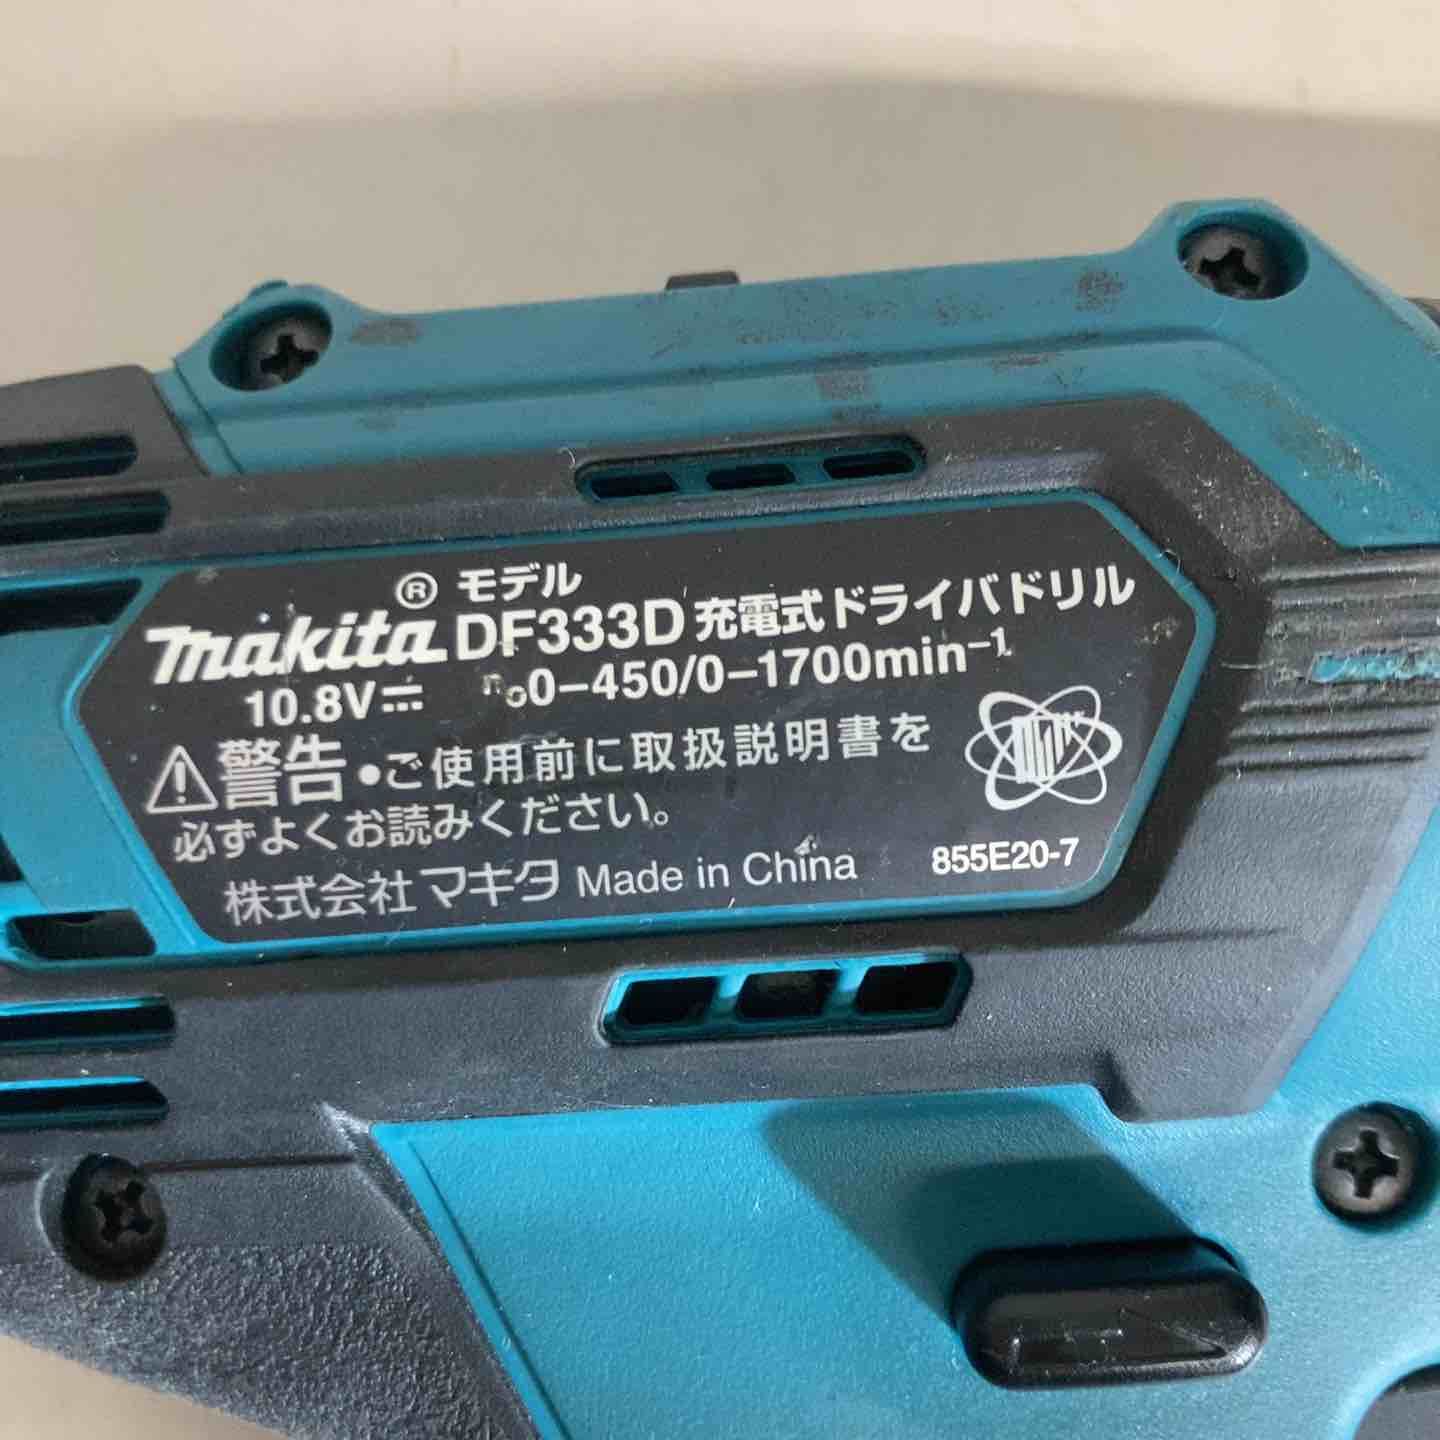 makita® モデル DF333D 充電式ドライバドリル
10.8V⎓ n₀0-450/0-1700min⁻¹
⚠警告 ●ご使用前に取扱説明書を
必ずよくお読みください。
株式会社マキタ Made in China 855E20-7